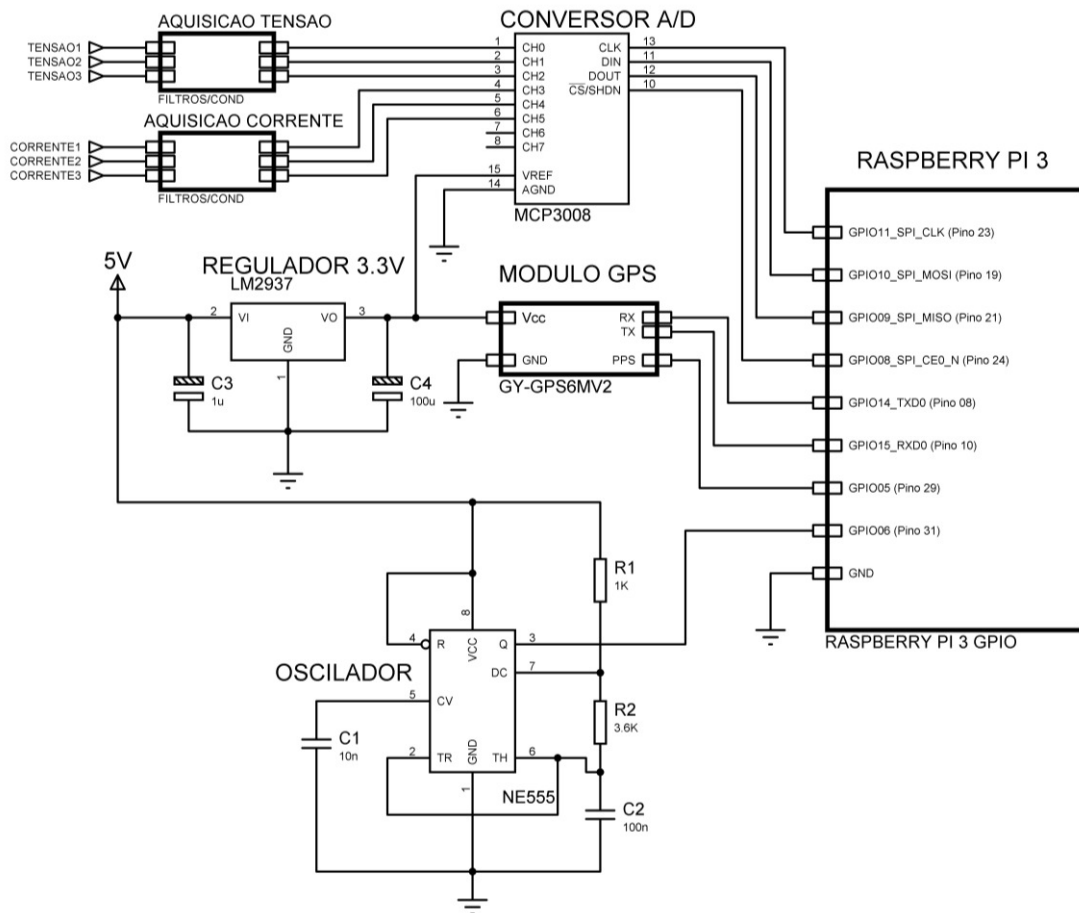 AQUISICAO TENSAO
TENSAO1
TENSAO2
TENSAO3
FILTROS/COND
AQUISICAO CORRENTE
CORRENTE1
CORRENTE2
CORRENTE3
FILTROS/COND
CONVERSOR A/D
1 CH0 CLK 13
2 CH1 DIN 11
3 CH2 DOUT 12
4 CH3 CS/SHDN 10
5 CH4
6 CH5
7 CH6
8 CH7
15 VREF
14 AGND
MCP3008
RASPBERRY PI 3
GPIO11_SPI_CLK (Pino 23)
GPIO10_SPI_MOSI (Pino 19)
GPIO09_SPI_MISO (Pino 21)
GPIO08_SPI_CE0_N (Pino 24)
GPIO14_TXD0 (Pino 08)
GPIO15_RXD0 (Pino 10)
GPIO05 (Pino 29)
GPIO06 (Pino 31)
GND
RASPBERRY PI 3 GPIO
5V
REGULADOR 3.3V
LM2937
2 VI VO 3
GND
1
C3
1u
C4
100u
MODULO GPS
Vcc RX
TX
GND PPS
GY-GPS6MV2
R1
1K
8
4 R VCC Q 3
DC 7
OSCILADOR
5 CV
R2
3.6K
C1
10n
2 TR GND TH 6
1
NE555
C2
100n